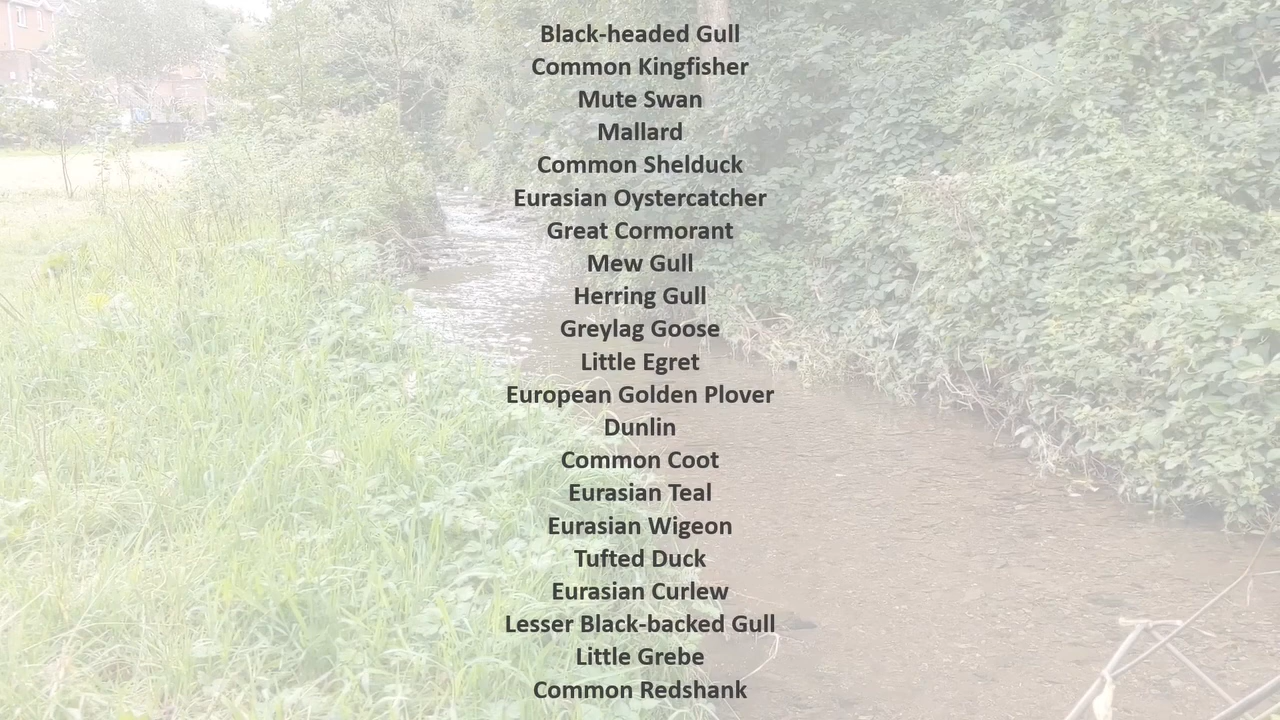 Black-headed Gull
Common Kingfisher
Mute Swan
Mallard
Common Shelduck
Eurasian Oystercatcher
Great Cormorant
Mew Gull
Herring Gull
Greylag Goose
Little Egret
European Golden Plover
Dunlin
Common Coot
Eurasian Teal
Eurasian Wigeon
Tufted Duck
Eurasian Curlew
Lesser Black-backed Gull
Little Grebe
Common Redshank